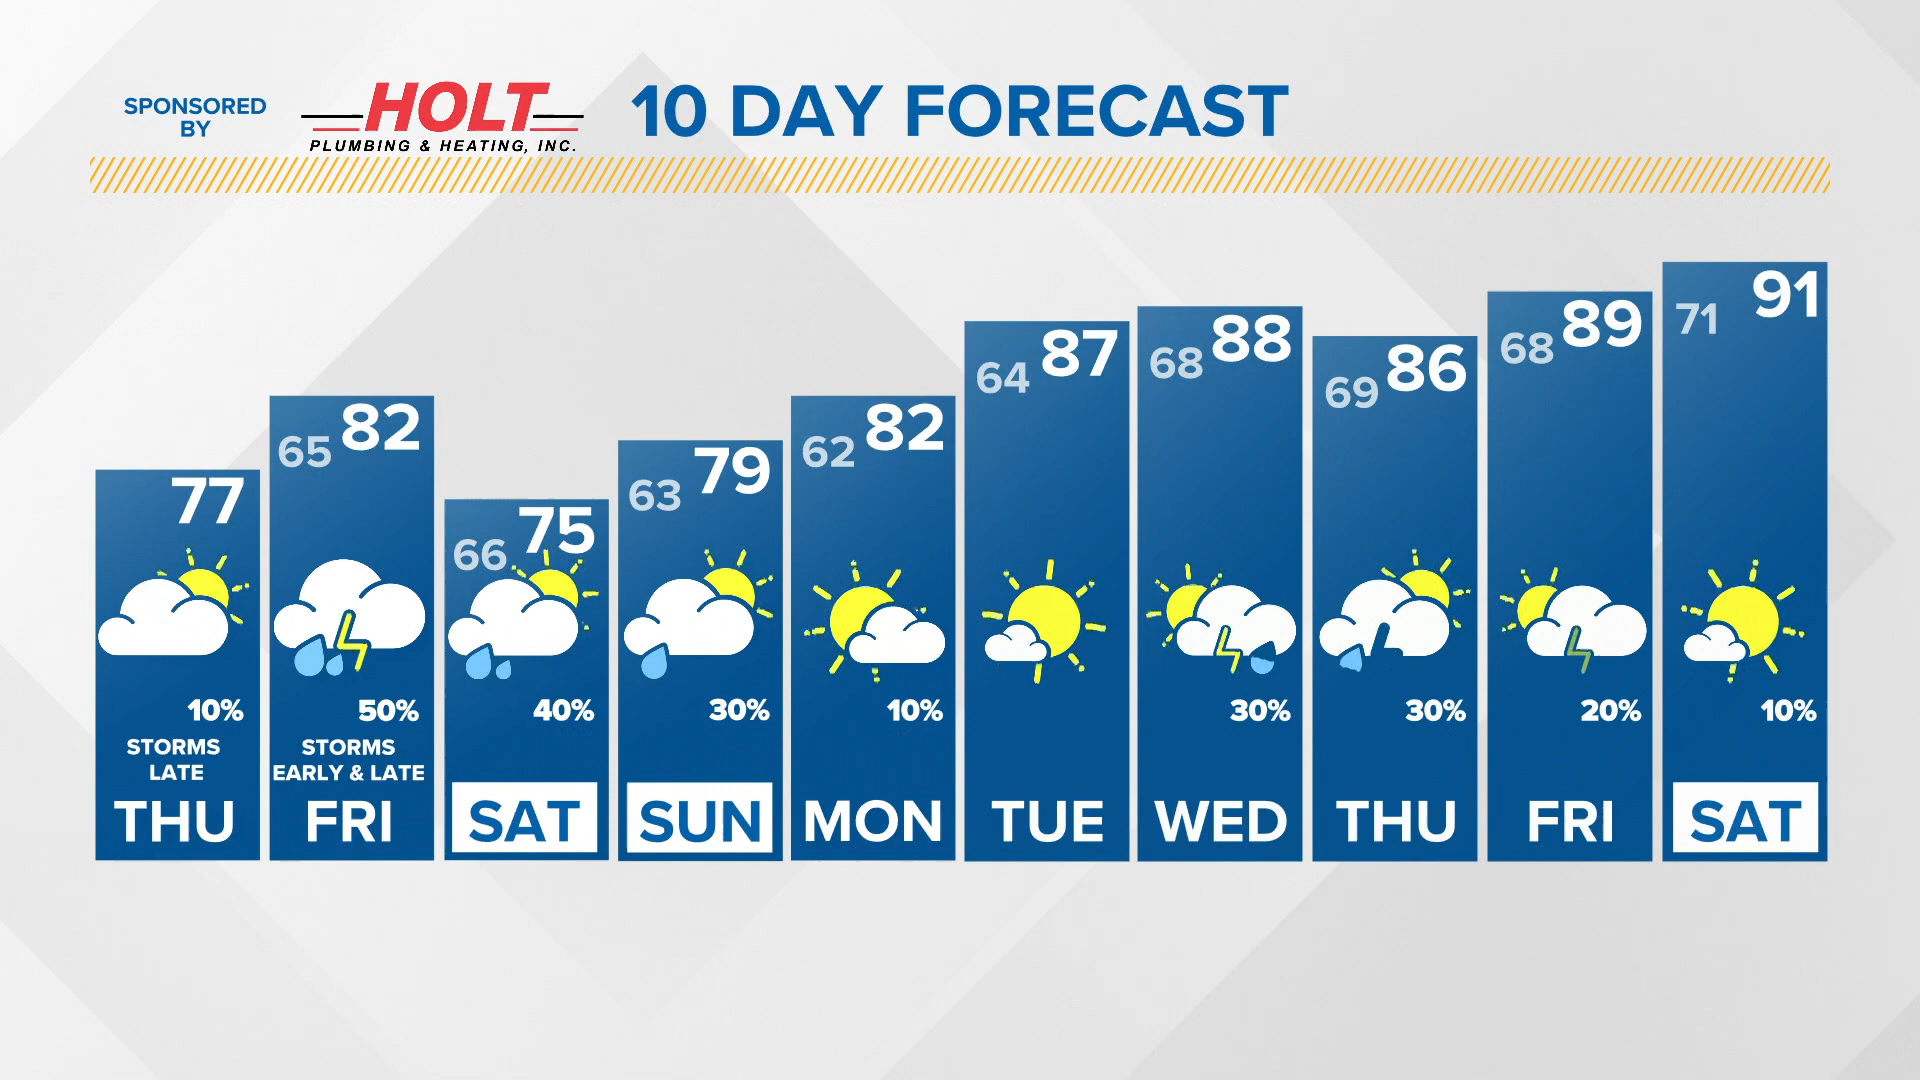 SPONSORED
BY
HOLT
PLUMBING & HEATING, INC.
10 DAY FORECAST
77
10%
STORMS
LATE
THU
65 82
50%
STORMS
EARLY & LATE
FRI
66 75
40%
SAT
63 79
30%
SUN
62 82
10%
MON
64 87
TUE
68 88
30%
WED
69 86
30%
THU
68 89
20%
FRI
71 91
10%
SAT